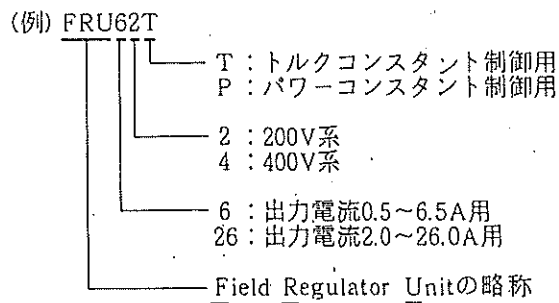 (例) FRU62T
T：トルクコンスタント制御用
P：パワーコンスタント制御用
2：200V系
4：400V系
6：出力電流0.5～6.5A用
26：出力電流2.0～26.0A用
Field Regulator Unitの略称